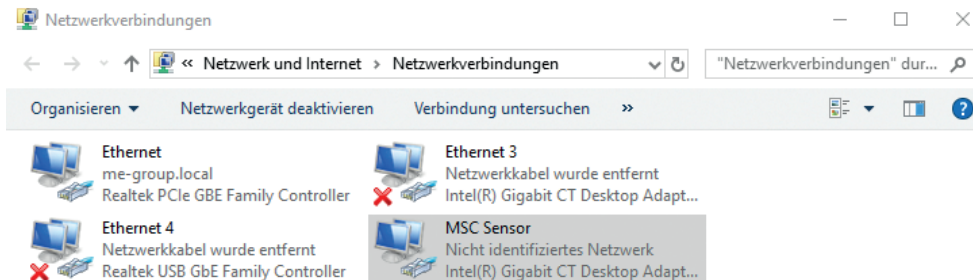 Netzwerkverbindungen
« Netzwerk und Internet > Netzwerkverbindungen
"Netzwerkverbindungen" dur...
Organisieren
Netzwerkgerät deaktivieren
Verbindung untersuchen
»
?
Ethernet
me-group.local
Realtek PCIe GBE Family Controller
Ethernet 3
Netzwerkkabel wurde entfernt
Intel(R) Gigabit CT Desktop Adapt...
Ethernet 4
Netzwerkkabel wurde entfernt
Realtek USB GbE Family Controller
MSC Sensor
Nicht identifiziertes Netzwerk
Intel(R) Gigabit CT Desktop Adapt...